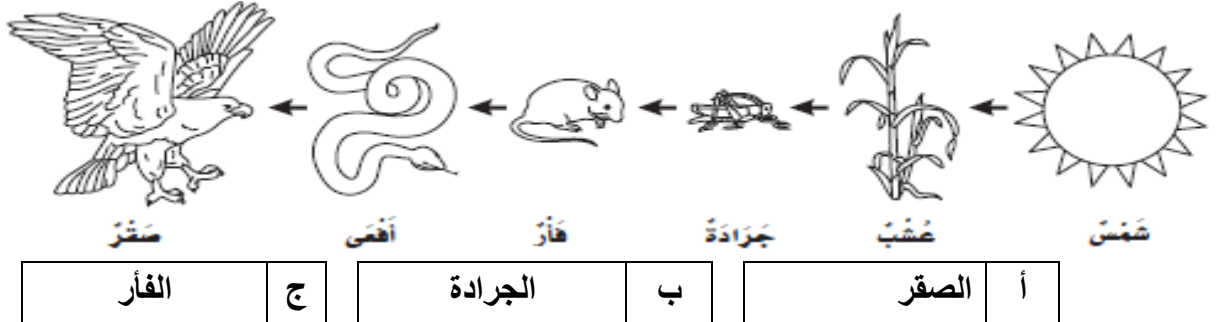 شَمْسٌ عُشْبٌ جَرَادَةٌ فَأْرٌ أَفْعَى صَقْرٌ
أ الصقر ب الجرادة ج الفأر